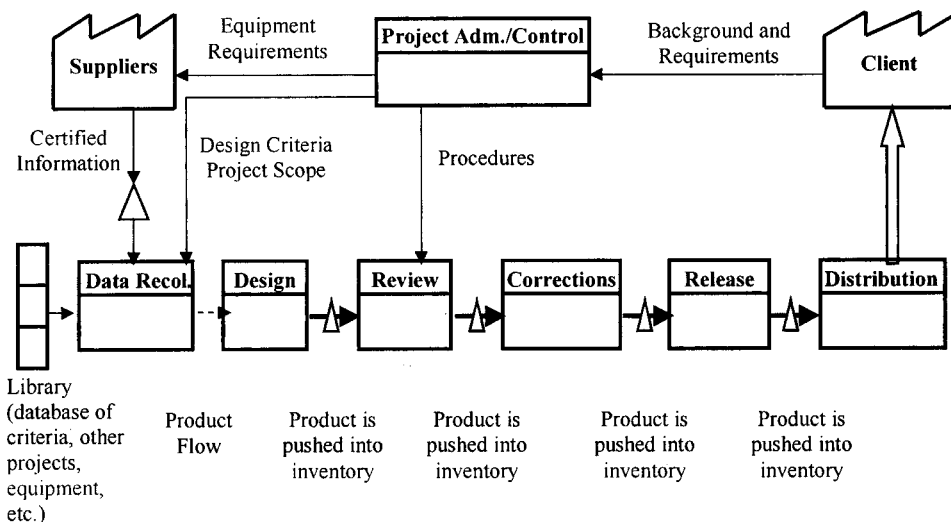 Equipment
Requirements
Project Adm./Control
Background and
Requirements
Suppliers
Client
Certified
Information
Design Criteria
Project Scope
Procedures
Data Recol.
Design
Review
Corrections
Release
Distribution
Library
(database of
criteria, other
projects,
equipment,
etc.)
Product
Flow
Product is
pushed into
inventory
Product is
pushed into
inventory
Product is
pushed into
inventory
Product is
pushed into
inventory